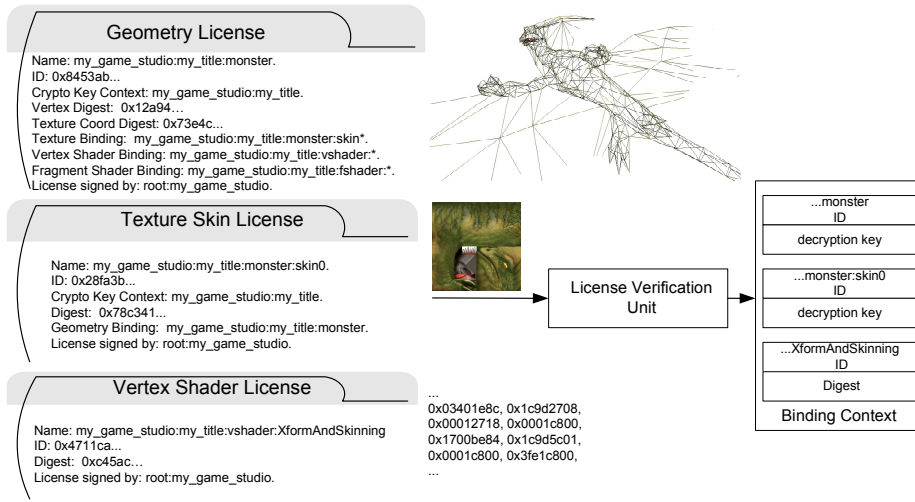 Geometry License
Name: my_game_studio:my_title:monster.
ID: 0x8453ab...
Crypto Key Context: my_game_studio:my_title.
Vertex Digest: 0x12a94...
Texture Coord Digest: 0x73e4c...
Texture Binding: my_game_studio:my_title:monster:skin*.
Vertex Shader Binding: my_game_studio:my_title:vshader:*.
Fragment Shader Binding: my_game_studio:my_title:fshader:*.
License signed by: root:my_game_studio.
Texture Skin License
Name: my_game_studio:my_title:monster:skin0.
ID: 0x28fa3b...
Crypto Key Context: my_game_studio:my_title.
Digest: 0x78c341...
Geometry Binding: my_game_studio:my_title:monster.
License signed by: root:my_game_studio.
Vertex Shader License
Name: my_game_studio:my_title:vshader:XformAndSkinning
ID: 0x4711ca...
Digest: 0xc45ac...
License signed by: root:my_game_studio.
...
0x03401e8c, 0x1c9d2708,
0x00012718, 0x0001c800,
0x1700be84, 0x1c9d5c01,
0x0001c800, 0x3fe1c800,
...
License Verification
Unit
...monster
ID
decryption key
...monster:skin0
ID
decryption key
...XformAndSkinning
ID
Digest
Binding Context